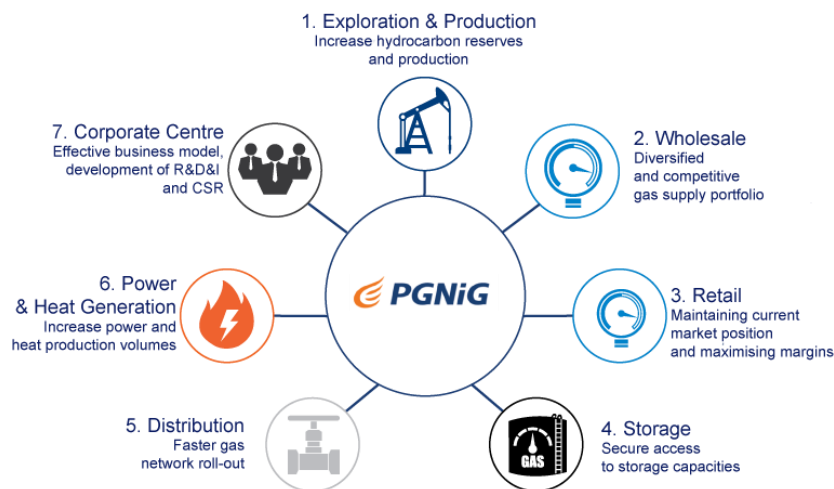 1. Exploration & Production
Increase hydrocarbon reserves
and production
2. Wholesale
Diversified
and competitive
gas supply portfolio
3. Retail
Maintaining current
market position
and maximising margins
4. Storage
Secure access
to storage capacities
GAS
5. Distribution
Faster gas
network roll-out
6. Power
& Heat Generation
Increase power and
heat production volumes
7. Corporate Centre
Effective business model,
development of R&D&I
and CSR
PGNiG